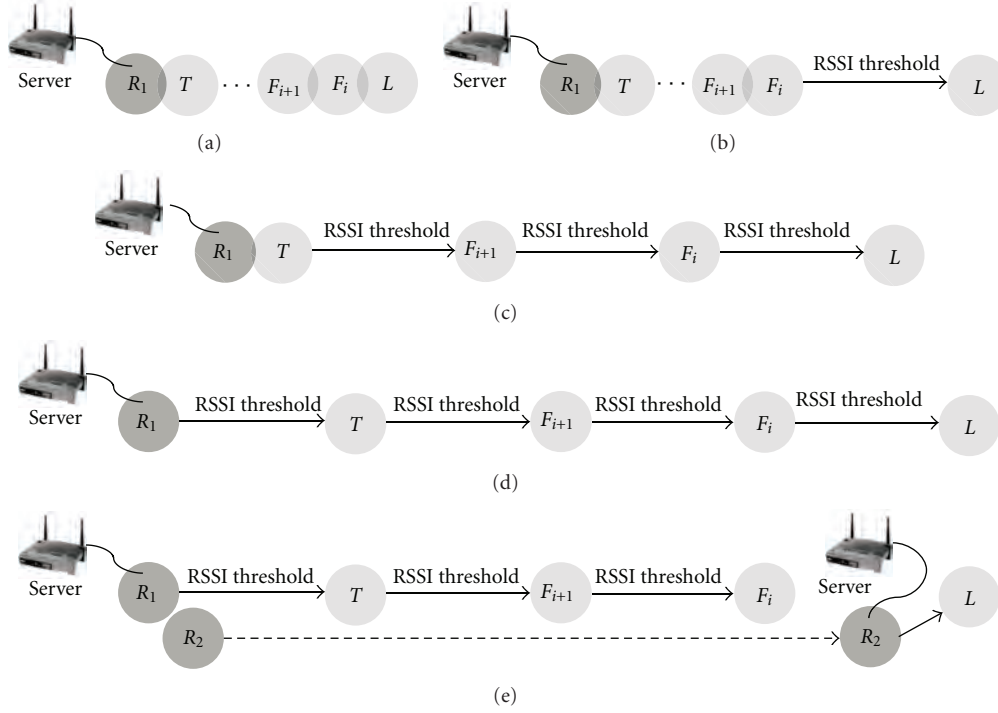 Server
R1 T ... Fi+1 Fi L
(a)
Server
R1 T ... Fi+1 Fi RSSI threshold L
(b)
Server
R1 T RSSI threshold Fi+1 RSSI threshold Fi RSSI threshold L
(c)
Server
R1 RSSI threshold T RSSI threshold Fi+1 RSSI threshold Fi RSSI threshold L
(d)
Server
R1 RSSI threshold T RSSI threshold Fi+1 RSSI threshold Fi
Server
L
R2
R2
(e)